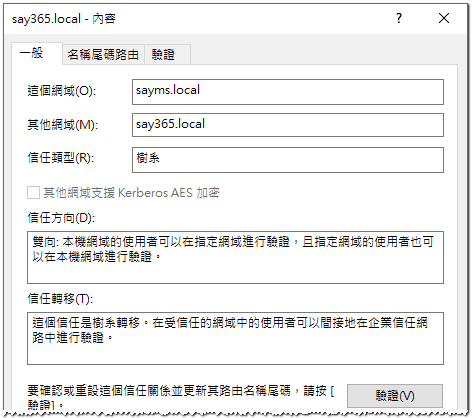 say365.local - 內容
一般 名稱尾碼路由 驗證
這個網域(O): sayms.local
其他網域(M): say365.local
信任類型(R): 樹系
其他網域支援 Kerberos AES 加密
信任方向(D):
雙向: 本機網域的使用者可以在指定網域進行驗證，且指定網域的使用者也可
以在本機網域進行驗證。
信任轉移(T):
這個信任是樹系轉移。在受信任的網域中的使用者可以間接地在企業信任網
路中進行驗證。
要確認或重設這個信任關係並更新其路由名稱尾碼，請按 [
驗證]。
驗證(V)